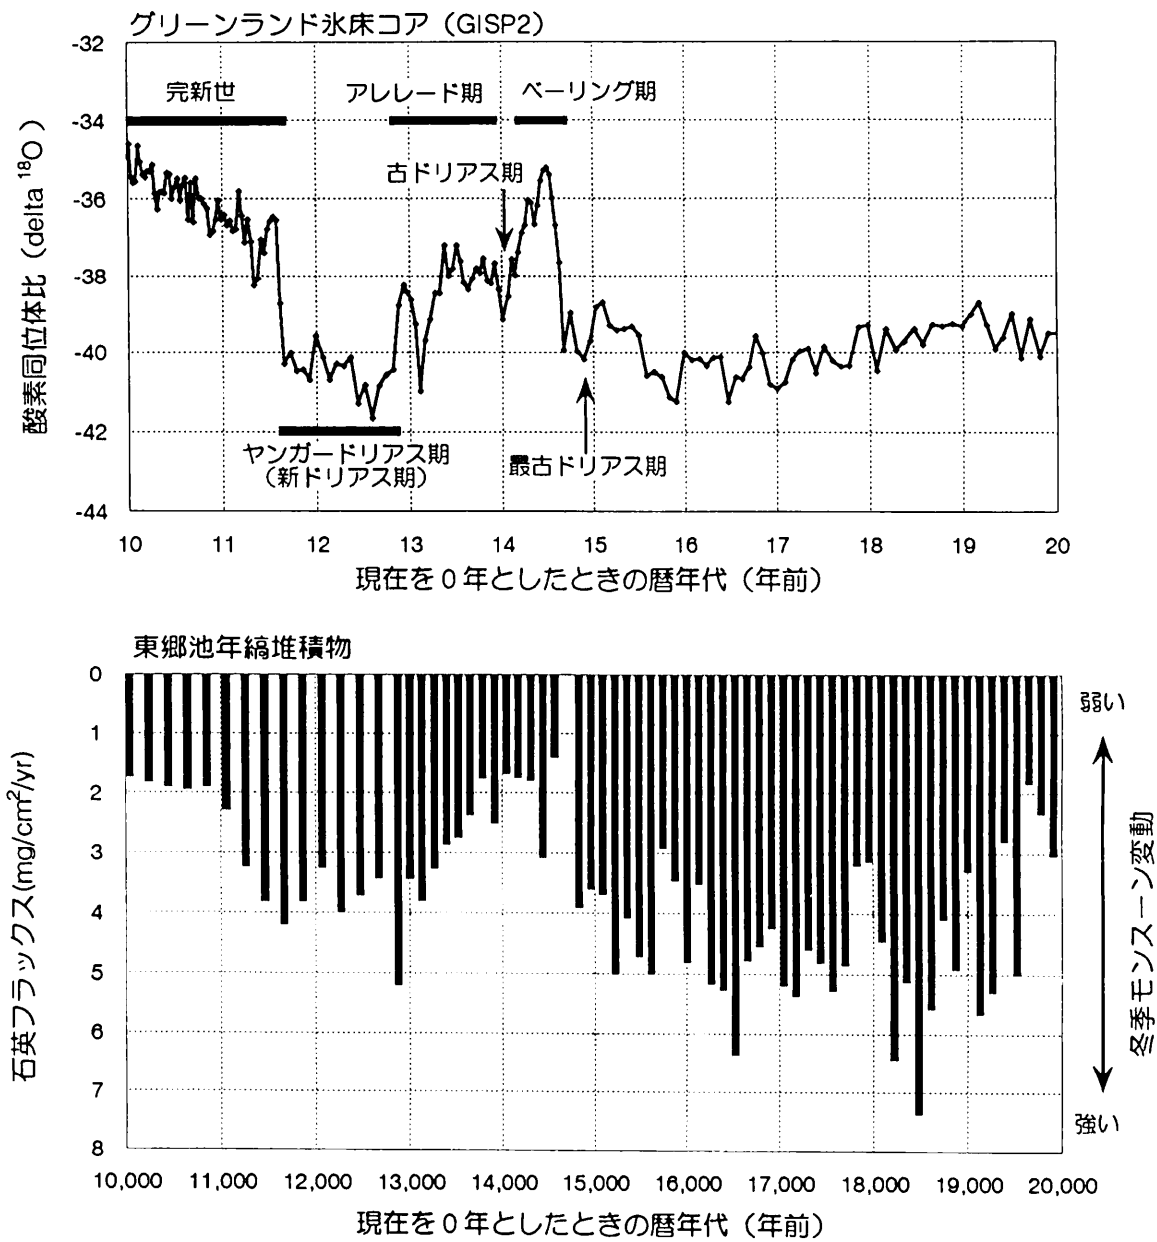 グリーンランド氷床コア（GISP2）
-32
-34
-36
-38
-40
-42
-44
酸素同位体比（delta ¹⁸O）
完新世
アレレード期
ベーリング期
古ドリアス期
ヤンガードリアス期
（新ドリアス期）
最古ドリアス期
10 11 12 13 14 15 16 17 18 19 20
現在を0年としたときの暦年代（年前）
東郷池年縞堆積物
0
1
2
3
4
5
6
7
8
石英フラックス(mg/cm²/yr)
弱い
冬季モンスーン変動
強い
10,000 11,000 12,000 13,000 14,000 15,000 16,000 17,000 18,000 19,000 20,000
現在を0年としたときの暦年代（年前）